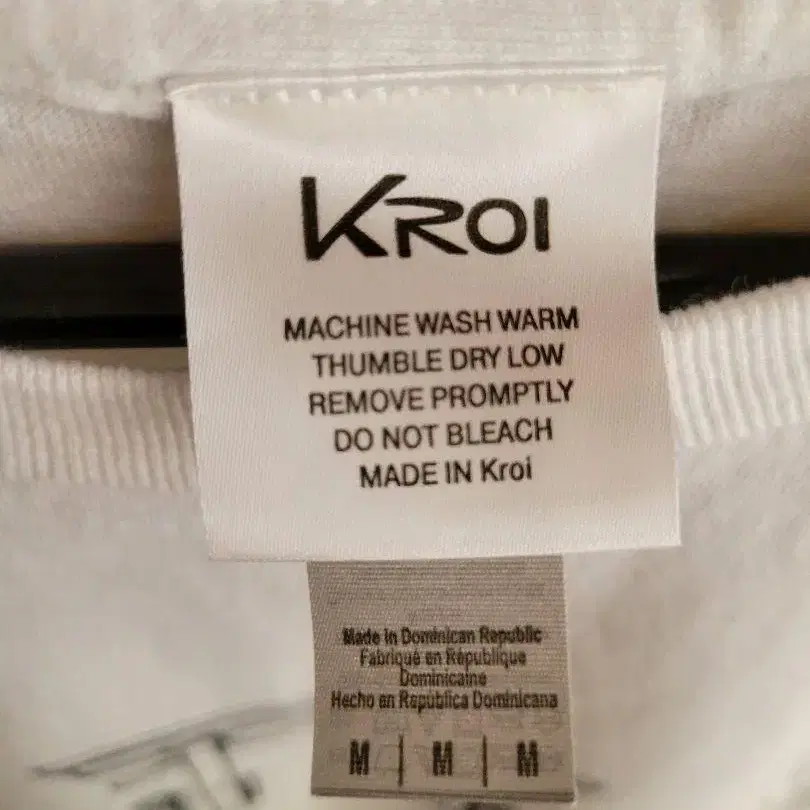 KROI
MACHINE WASH WARM
THUMBLE DRY LOW
REMOVE PROMPTLY
DO NOT BLEACH
MADE IN Kroi
Made in Dominican Republic
Fabriqué en République
Dominicaine
Hecho en República Dominicana
M | M | M